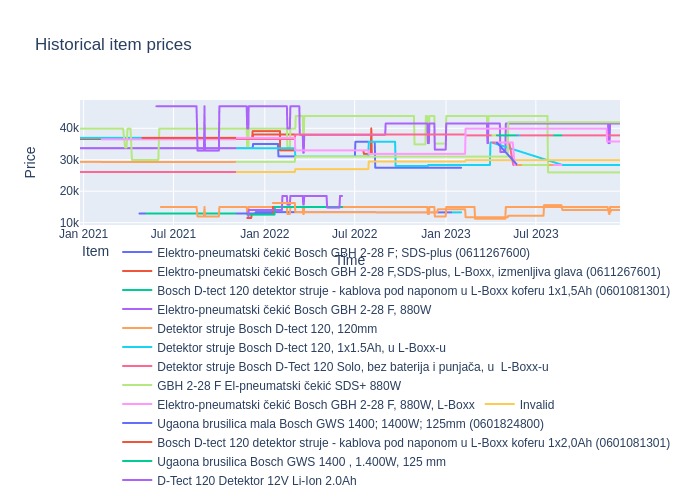 Historical item prices
40k
30k
20k
10k
Price
Jan 2021 Jul 2021 Jan 2022 Jul 2022 Jan 2023 Jul 2023
Time
Item
Elektro-pneumatski čekić Bosch GBH 2-28 F; SDS-plus (0611267600)
Elektro-pneumatski čekić Bosch GBH 2-28 F,SDS-plus, L-Boxx, izmenljiva glava (0611267601)
Bosch D-tect 120 detektor struje - kablova pod naponom u L-Boxx koferu 1x1,5Ah (0601081301)
Elektro-pneumatski čekić Bosch GBH 2-28 F, 880W
Detektor struje Bosch D-tect 120, 120mm
Detektor struje Bosch D-tect 120, 1x1.5Ah, u L-Boxx-u
Detektor struje Bosch D-Tect 120 Solo, bez baterija i punjača, u L-Boxx-u
GBH 2-28 F El-pneumatski čekić SDS+ 880W
Elektro-pneumatski čekić Bosch GBH 2-28 F, 880W, L-Boxx Invalid
Ugaona brusilica mala Bosch GWS 1400; 1400W; 125mm (0601824800)
Bosch D-tect 120 detektor struje - kablova pod naponom u L-Boxx koferu 1x2,0Ah (0601081301)
Ugaona brusilica Bosch GWS 1400 , 1.400W, 125 mm
D-Tect 120 Detektor 12V Li-Ion 2.0Ah